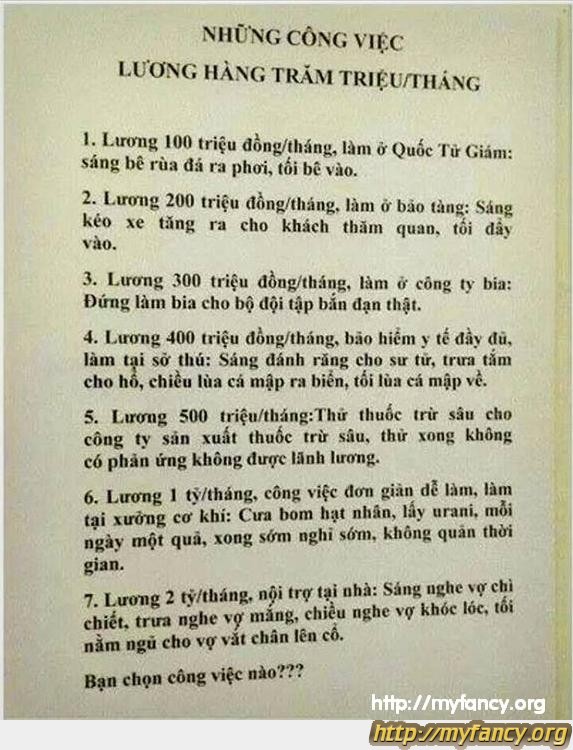 NHỮNG CÔNG VIỆC
LƯƠNG HÀNG TRĂM TRIỆU/THÁNG
1. Lương 100 triệu đồng/tháng, làm ở Quốc Tử Giám:
sáng bê rùa đá ra phơi, tối bê vào.
2. Lương 200 triệu đồng/tháng, làm ở bảo tàng: Sáng
kéo xe tăng ra cho khách thăm quan, tối đẩy
vào.
3. Lương 300 triệu đồng/tháng, làm ở công ty bia:
Đứng làm bia cho bộ đội tập bắn đạn thật.
4. Lương 400 triệu đồng/tháng, bảo hiểm y tế đầy đủ,
làm tại sở thú: Sáng đánh răng cho sư tử, trưa tắm
cho hổ, chiều lùa cá mập ra biển, tối lùa cá mập về.
5. Lương 500 triệu/tháng:Thử thuốc trừ sâu cho
công ty sản xuất thuốc trừ sâu, thử xong không
có phản ứng không được lãnh lương.
6. Lương 1 tỷ/tháng, công việc đơn giản dễ làm, làm
tại xưởng cơ khí: Cưa bom hạt nhân, lấy urani, mỗi
ngày một quả, xong sớm nghỉ sớm, không quản thời
gian.
7. Lương 2 tỷ/tháng, nội trợ tại nhà: Sáng nghe vợ chì
chiết, trưa nghe vợ mắng, chiều nghe vợ khóc lóc, tối
nằm ngủ cho vợ vắt chân lên cổ.
Bạn chọn công việc nào???
http://myfancy.org
http://myfancy.org